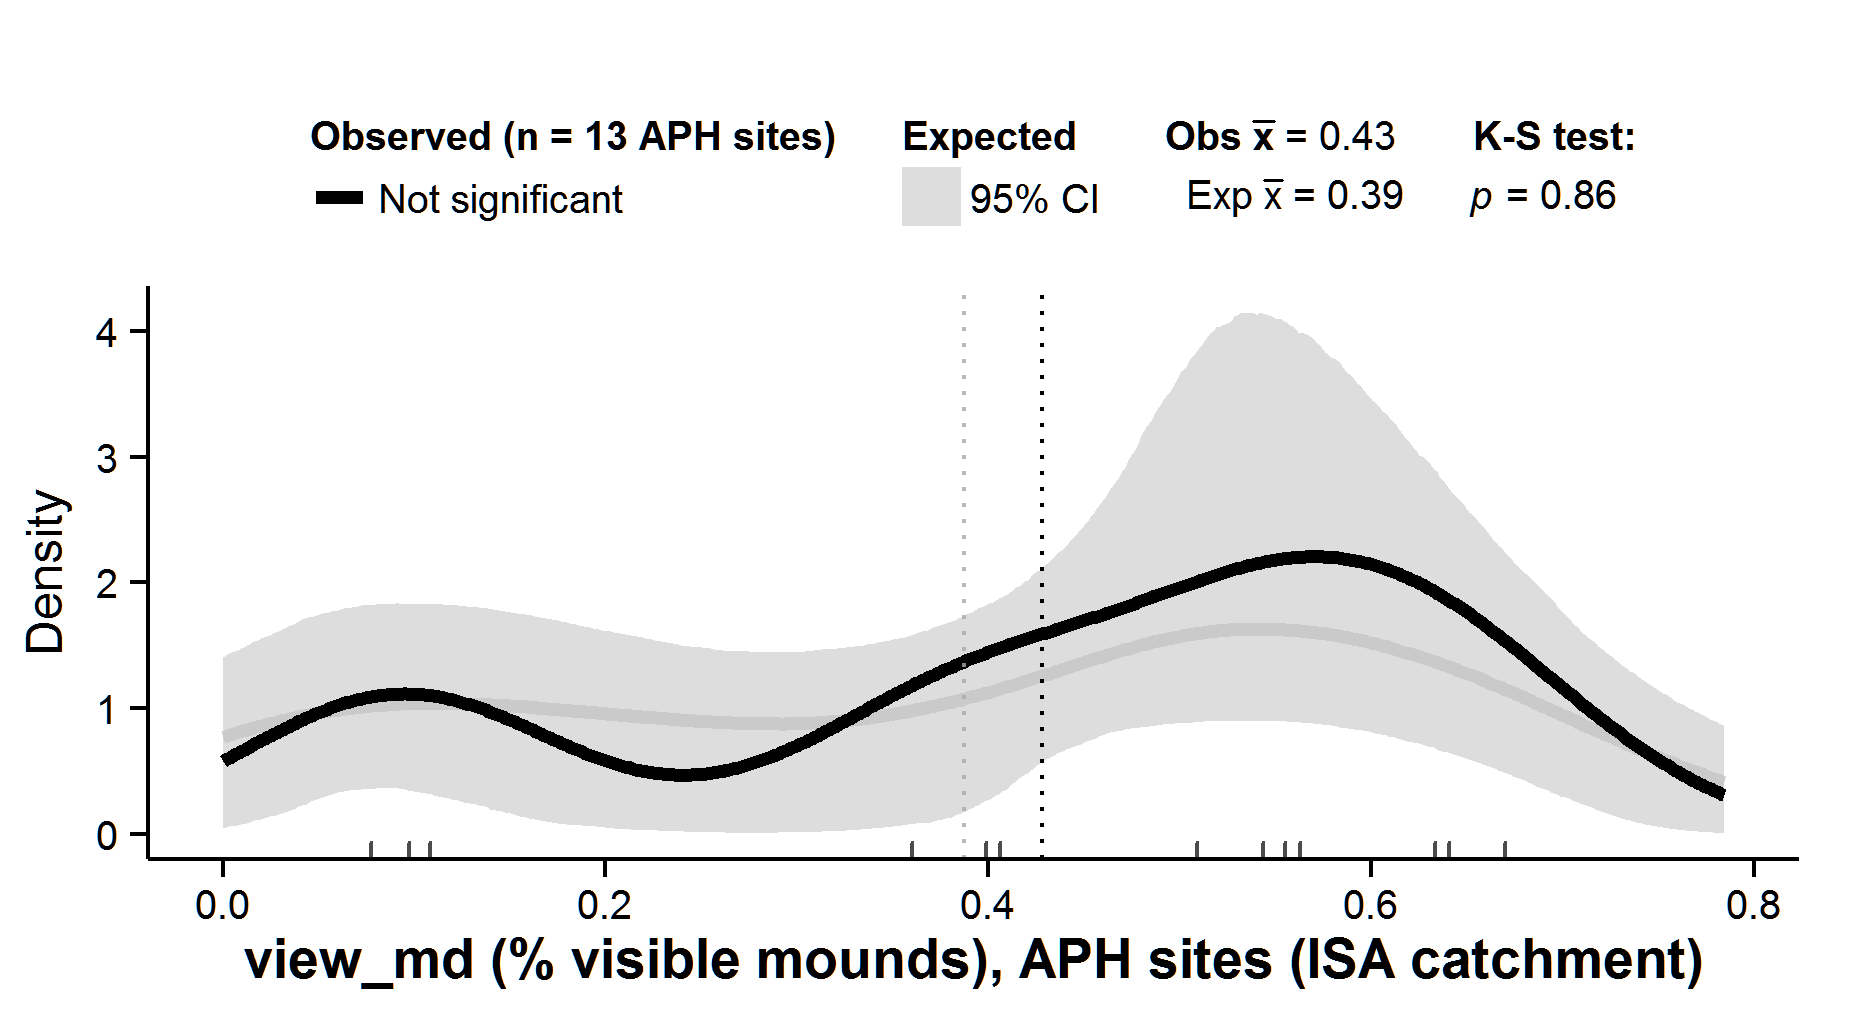 Observed (n = 13 APH sites) Expected Obs x̅ = 0.43 K-S test:
Not significant 95% CI Exp x̅ = 0.39 p = 0.86
4
3
2
1
0
Density
0.0 0.2 0.4 0.6 0.8
view_md (% visible mounds), APH sites (ISA catchment)